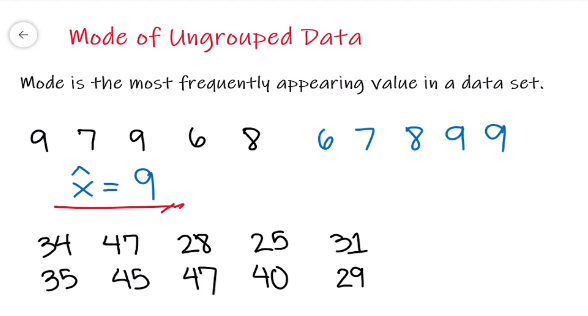 Mode of Ungrouped Data
Mode is the most frequently appearing value in a data set.
9 7 9 6 8 6 7 8 9 9
x̂ = 9
34 47 28 25 31
35 45 47 40 29